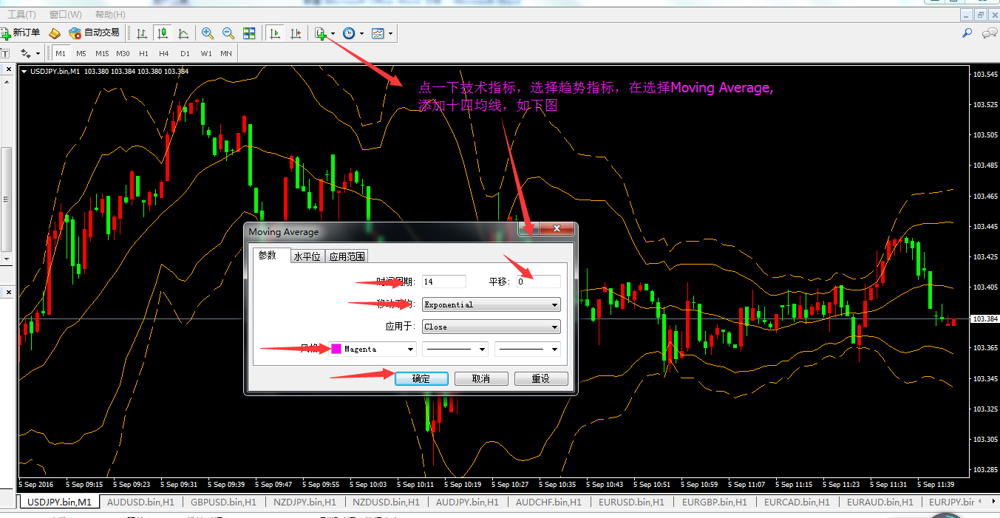 工具(T) 窗口(W) 帮助(H)
新订单 自动交易
M1 M5 M15 M30 H1 H4 D1 W1 MN
USDJPY.bin,M1 103.380 103.384 103.380 103.384
点一下技术指标，选择趋势指标，在选择Moving Average,
添加十四均线，如下图
103.545
103.525
103.505
103.485
103.465
103.445
103.425
103.405
103.384
103.365
103.345
103.325
103.305
103.285
Moving Average
参数 水平位 应用范围
时间周期: 14 平移: 0
移动平均: Exponential
应用于: Close
Magenta
确定 取消 重设
5 Sep 2016 5 Sep 09:15 5 Sep 09:23 5 Sep 09:31 5 Sep 09:39 5 Sep 09:47 5 Sep 09:55 5 Sep 10:03 5 Sep 10:11 5 Sep 10:19 5 Sep 10:27 5 Sep 10:35 5 Sep 10:43 5 Sep 10:51 5 Sep 10:59 5 Sep 11:07 5 Sep 11:15 5 Sep 11:23 5 Sep 11:31 5 Sep 11:39
USDJPY.bin,M1 AUDUSD.bin,H1 GBPUSD.bin,H1 NZDJPY.bin,H1 NZDUSD.bin,H1 AUDJPY.bin,H1 AUDCHF.bin,H1 EURUSD.bin,H1 EURGBP.bin,H1 EURCAD.bin,H1 EURAUD.bin,H1 EURJPY.bir